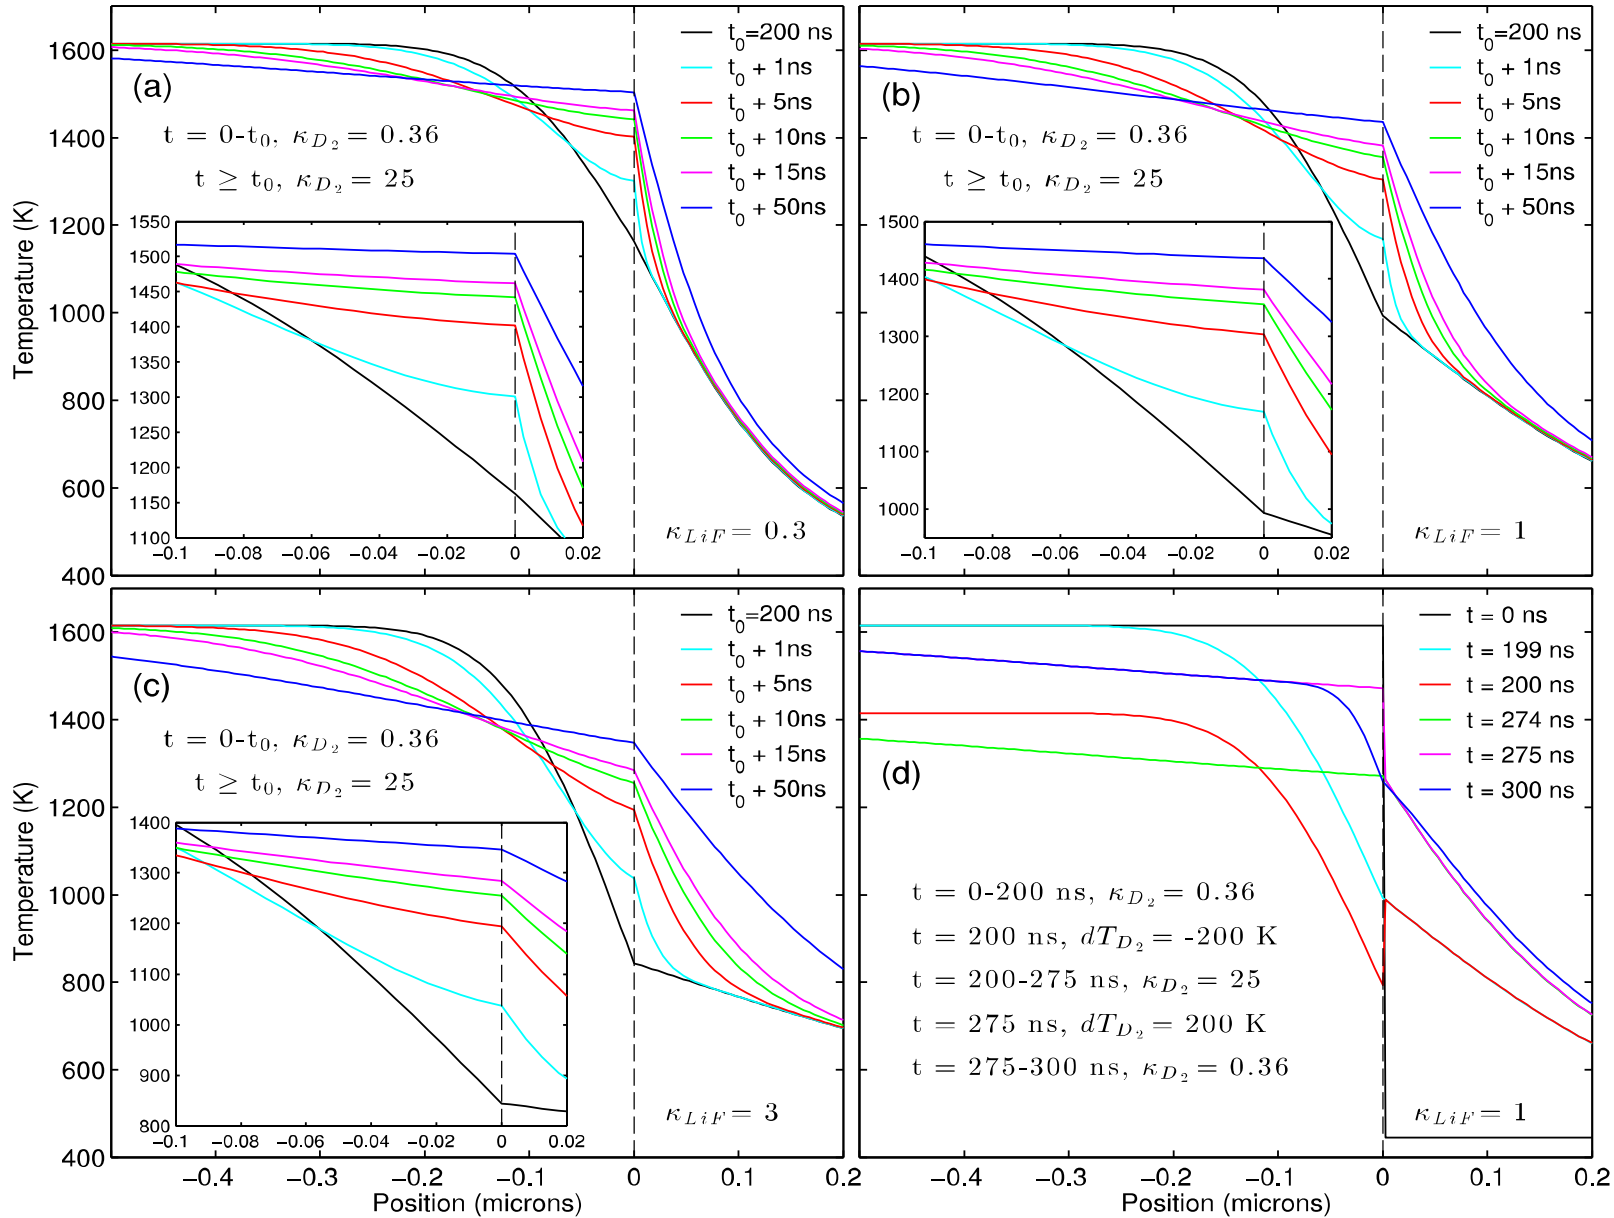 (a)
t₀=200 ns
t₀ + 1ns
t₀ + 5ns
t₀ + 10ns
t₀ + 15ns
t₀ + 50ns
t = 0-t₀, κ_D₂ = 0.36
t ≥ t₀, κ_D₂ = 25
κ_LiF = 0.3
Temperature (K)
1600
1400
1200
1000
800
600
400
1550
1500
1450
1400
1350
1300
1250
1200
1150
1100
−0.1 −0.08 −0.06 −0.04 −0.02 0 0.02
(b)
t₀=200 ns
t₀ + 1ns
t₀ + 5ns
t₀ + 10ns
t₀ + 15ns
t₀ + 50ns
t = 0-t₀, κ_D₂ = 0.36
t ≥ t₀, κ_D₂ = 25
κ_LiF = 1
1500
1400
1300
1200
1100
1000
−0.1 −0.08 −0.06 −0.04 −0.02 0 0.02
(c)
t₀=200 ns
t₀ + 1ns
t₀ + 5ns
t₀ + 10ns
t₀ + 15ns
t₀ + 50ns
t = 0-t₀, κ_D₂ = 0.36
t ≥ t₀, κ_D₂ = 25
κ_LiF = 3
Temperature (K)
1600
1400
1200
1000
800
600
400
1400
1300
1200
1100
1000
900
800
−0.1 −0.08 −0.06 −0.04 −0.02 0 0.02
−0.4 −0.3 −0.2 −0.1 0 0.1 0.2
Position (microns)
(d)
t = 0 ns
t = 199 ns
t = 200 ns
t = 274 ns
t = 275 ns
t = 300 ns
t = 0-200 ns, κ_D₂ = 0.36
t = 200 ns, dT_D₂ = -200 K
t = 200-275 ns, κ_D₂ = 25
t = 275 ns, dT_D₂ = 200 K
t = 275-300 ns, κ_D₂ = 0.36
κ_LiF = 1
−0.4 −0.3 −0.2 −0.1 0 0.1 0.2
Position (microns)